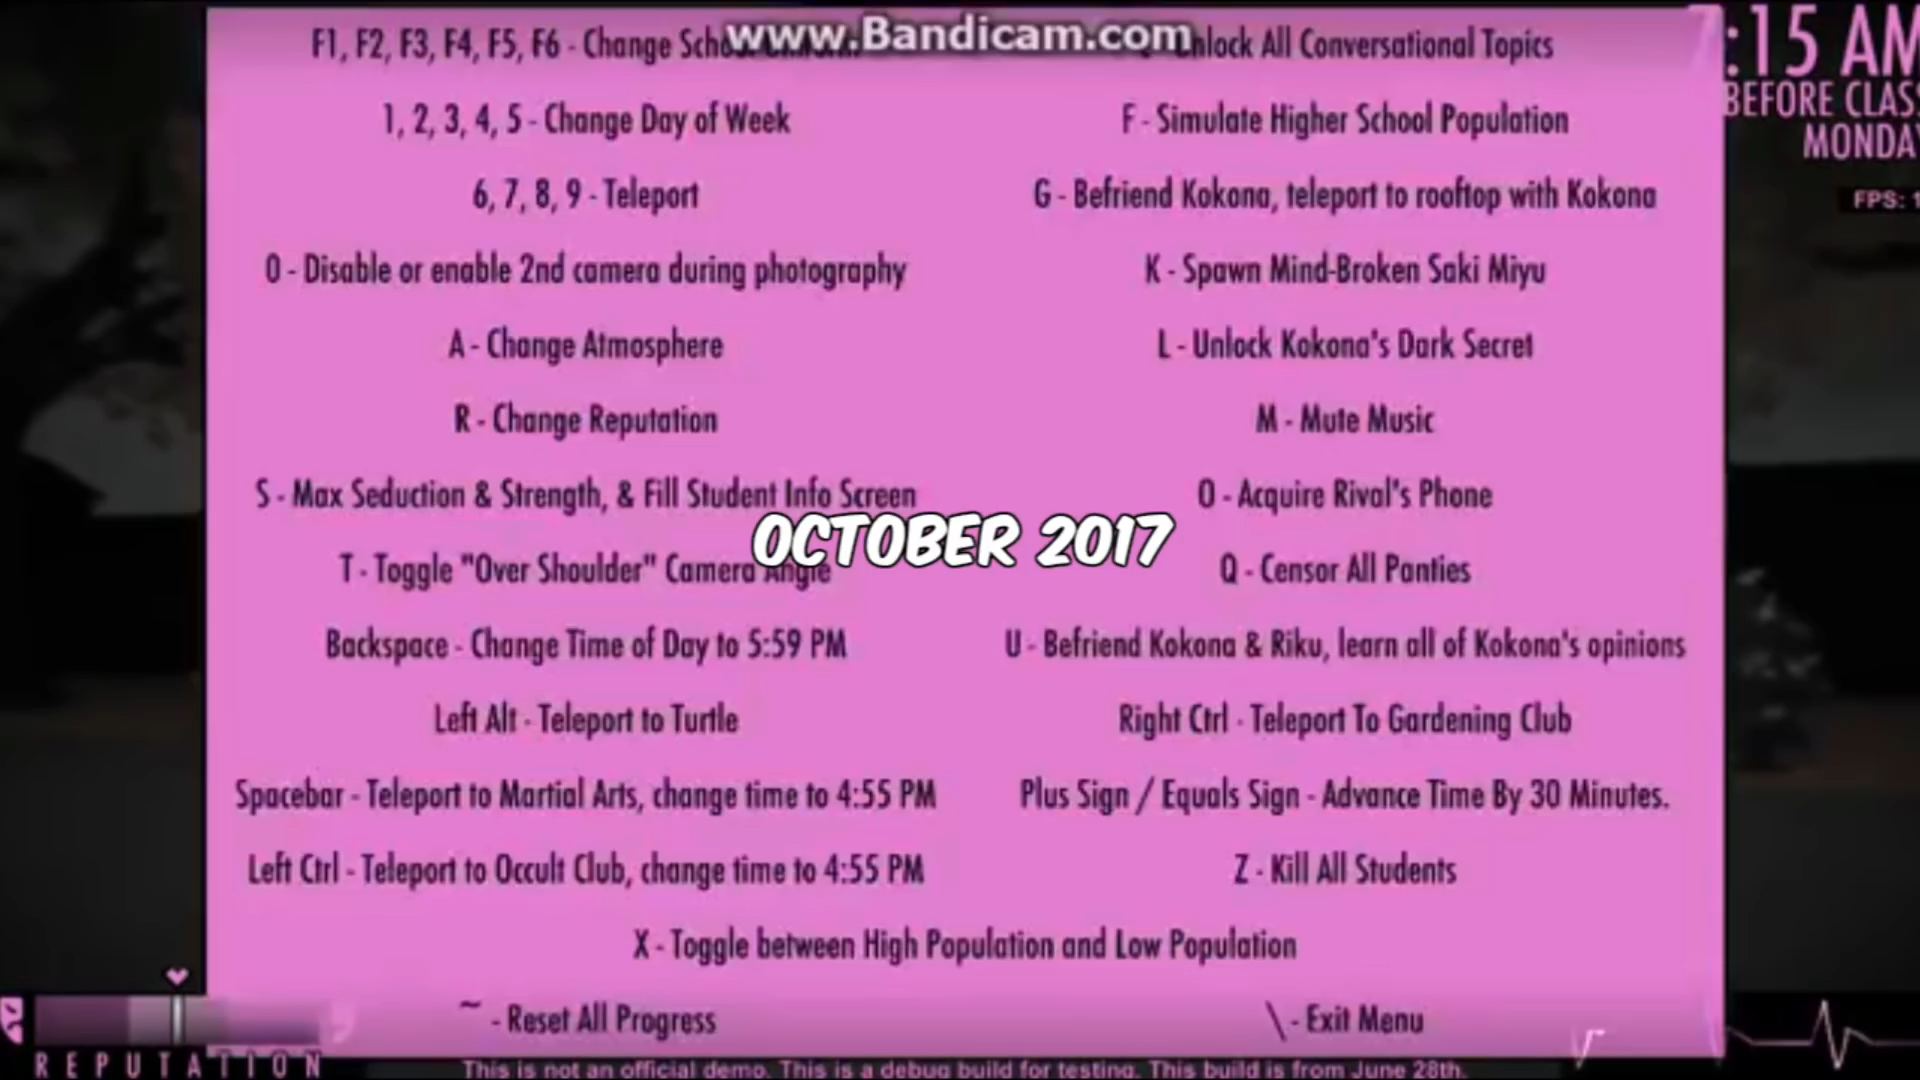 www.Bandicam.com
F1, F2, F3, F4, F5, F6 - Change School
Unlock All Conversational Topics
7:15 AM
BEFORE CLASS
MONDAY
FPS: 1
1, 2, 3, 4, 5 - Change Day of Week
F - Simulate Higher School Population
6, 7, 8, 9 - Teleport
G - Befriend Kokona, teleport to rooftop with Kokona
0 - Disable or enable 2nd camera during photography
K - Spawn Mind-Broken Saki Miyu
A - Change Atmosphere
L - Unlock Kokona's Dark Secret
R - Change Reputation
M - Mute Music
S - Max Seduction & Strength, & Fill Student Info Screen
O - Acquire Rival's Phone
OCTOBER 2017
T - Toggle "Over Shoulder" Camera Angle
Q - Censor All Panties
Backspace - Change Time of Day to 5:59 PM
U - Befriend Kokona & Riku, learn all of Kokona's opinions
Left Alt - Teleport to Turtle
Right Ctrl - Teleport To Gardening Club
Spacebar - Teleport to Martial Arts, change time to 4:55 PM
Plus Sign / Equals Sign - Advance Time By 30 Minutes.
Left Ctrl - Teleport to Occult Club, change time to 4:55 PM
Z - Kill All Students
X - Toggle between High Population and Low Population
~ - Reset All Progress
\ - Exit Menu
REPUTATION
This is not an official demo. This is a debug build for testing. This build is from June 28th.